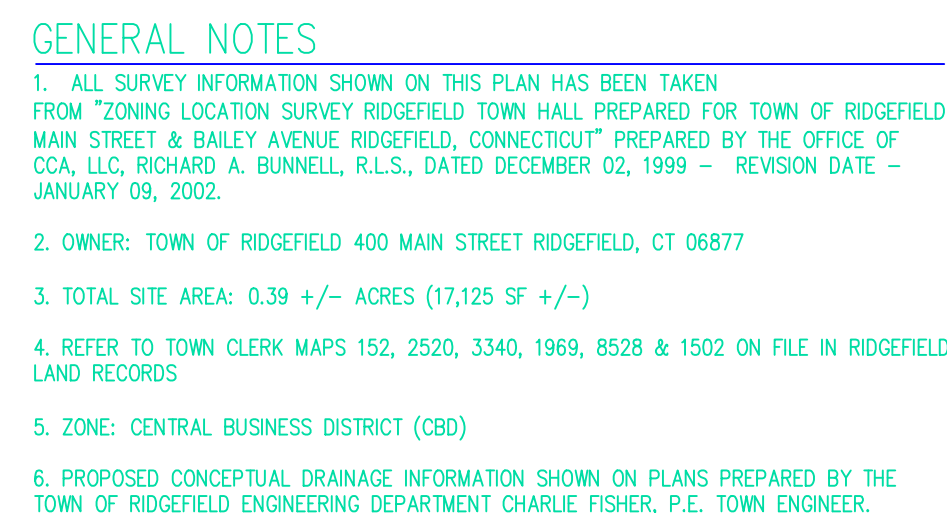 GENERAL NOTES
1. ALL SURVEY INFORMATION SHOWN ON THIS PLAN HAS BEEN TAKEN
FROM "ZONING LOCATION SURVEY RIDGEFIELD TOWN HALL PREPARED FOR TOWN OF RIDGEFIELD
MAIN STREET & BAILEY AVENUE RIDGEFIELD, CONNECTICUT" PREPARED BY THE OFFICE OF
CCA, LLC, RICHARD A. BUNNELL, R.L.S., DATED DECEMBER 02, 1999 – REVISION DATE –
JANUARY 09, 2002.
2. OWNER: TOWN OF RIDGEFIELD 400 MAIN STREET RIDGEFIELD, CT 06877
3. TOTAL SITE AREA: 0.39 +/– ACRES (17,125 SF +/–)
4. REFER TO TOWN CLERK MAPS 152, 2520, 3340, 1969, 8528 & 1502 ON FILE IN RIDGEFIELD
LAND RECORDS
5. ZONE: CENTRAL BUSINESS DISTRICT (CBD)
6. PROPOSED CONCEPTUAL DRAINAGE INFORMATION SHOWN ON PLANS PREPARED BY THE
TOWN OF RIDGEFIELD ENGINEERING DEPARTMENT CHARLIE FISHER, P.E. TOWN ENGINEER.